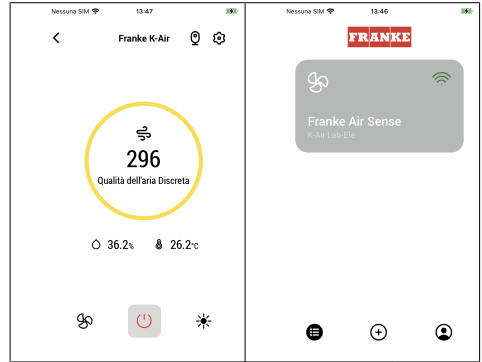 Nessuna SIM 13:47
Franke K-Air
296
Qualità dell'aria Discreta
36.2% 26.2°C
Nessuna SIM 13:46
FRANKE
Franke Air Sense
K-Air Lab-Ele